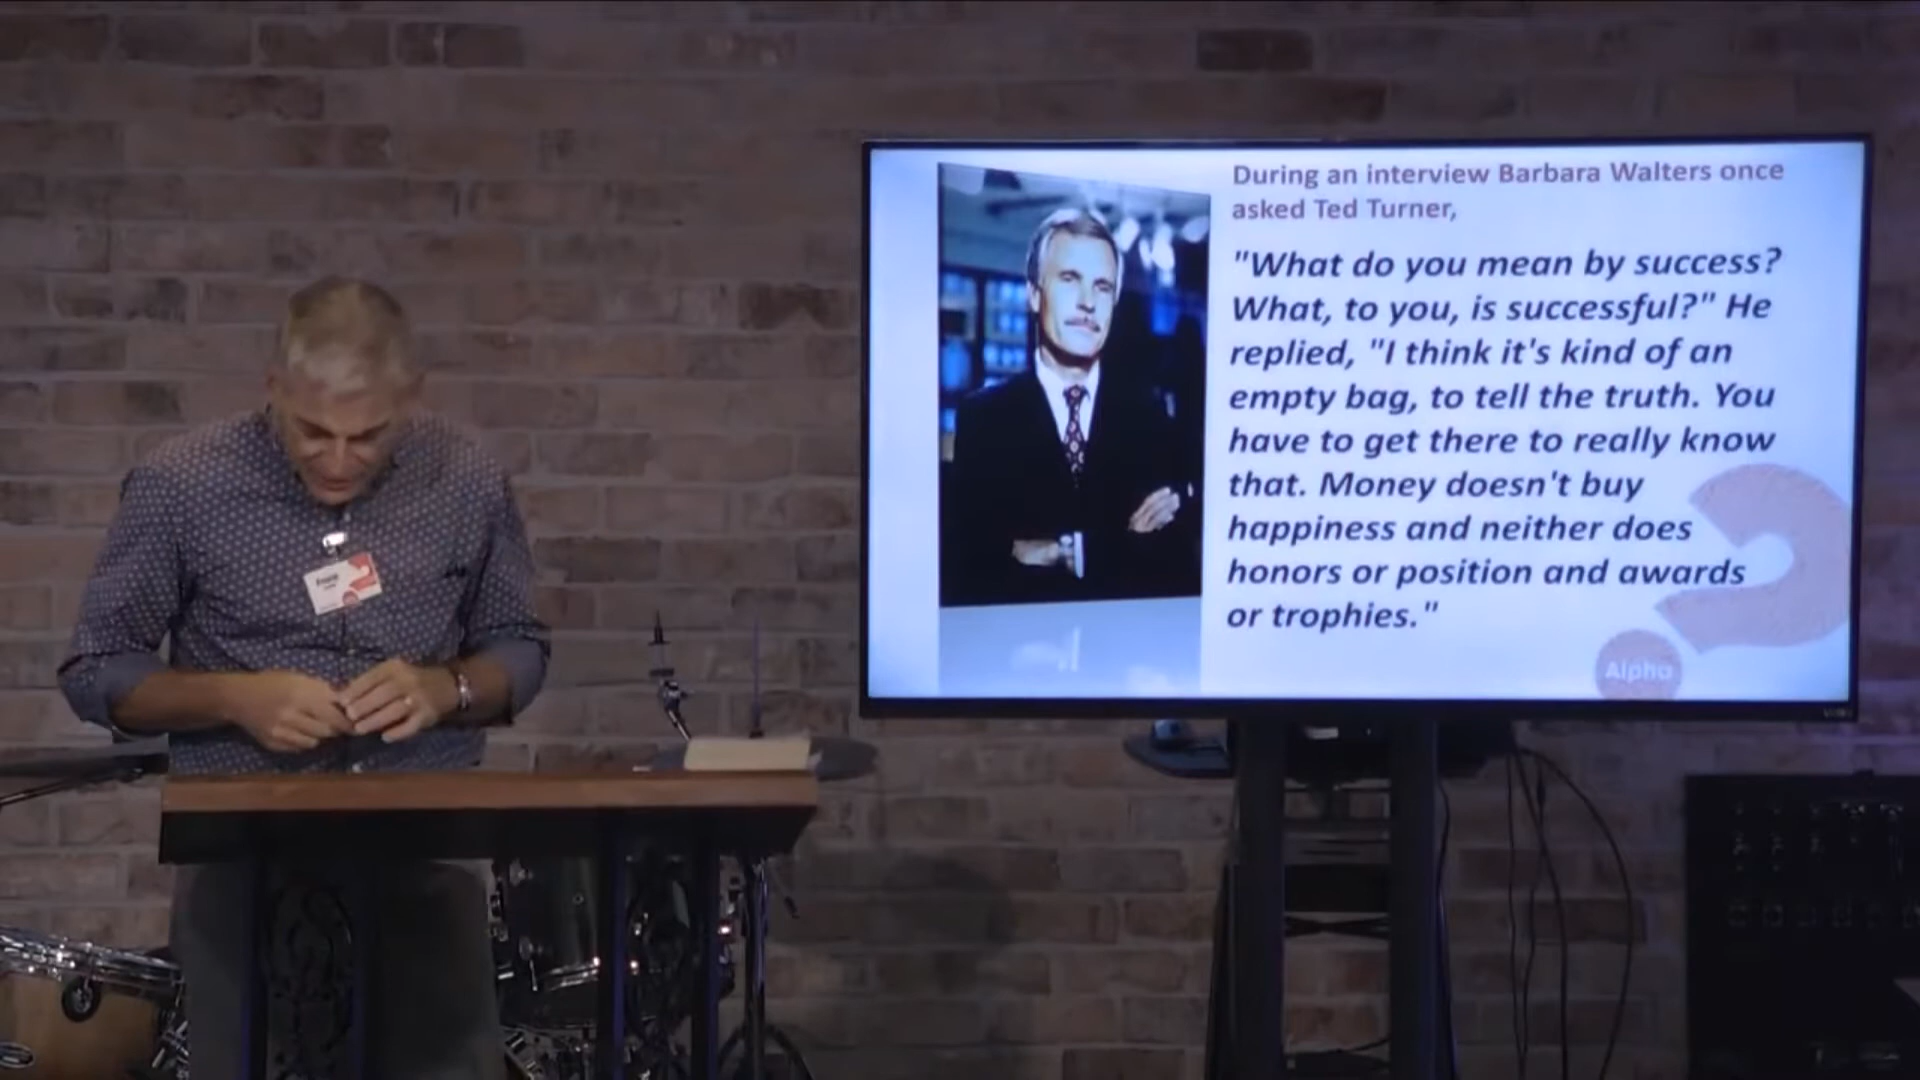 During an interview Barbara Walters once
asked Ted Turner,
"What do you mean by success?
What, to you, is successful?" He
replied, "I think it's kind of an
empty bag, to tell the truth. You
have to get there to really know
that. Money doesn't buy
happiness and neither does
honors or position and awards
or trophies."
Alpha